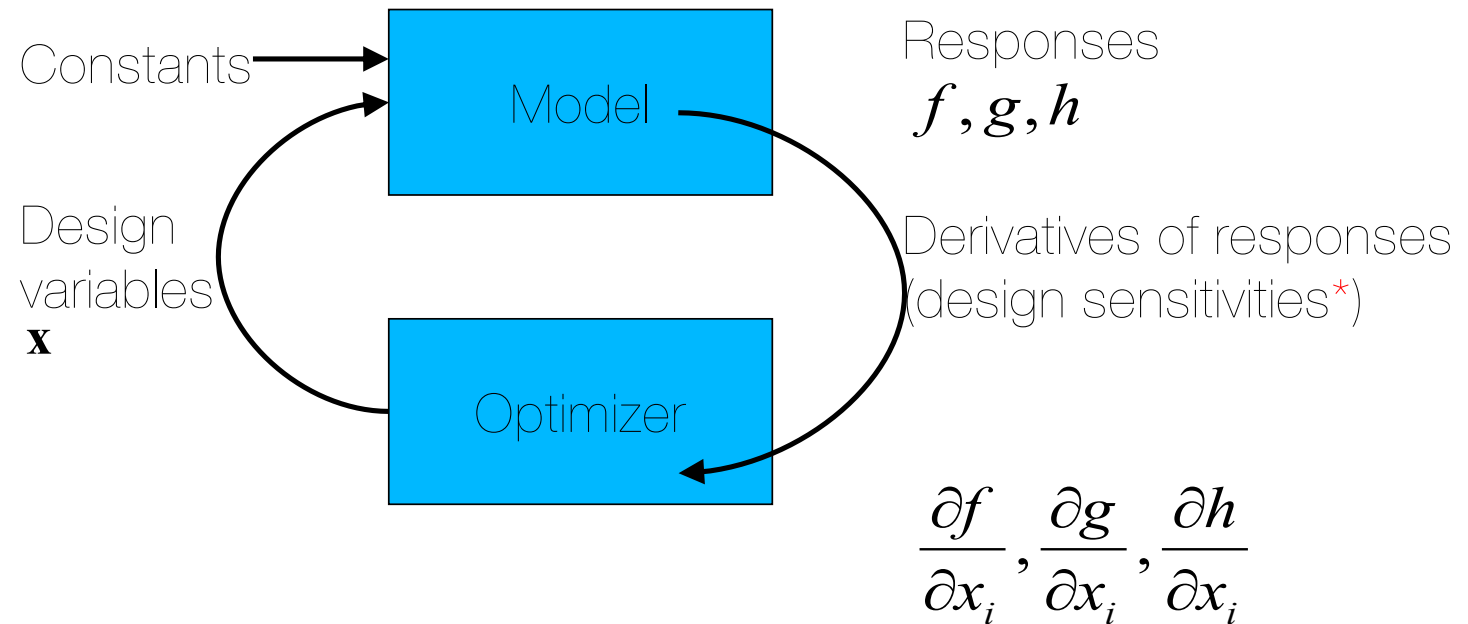 Constants
Model
Responses
f, g, h
Design
variables
x
Derivatives of responses
(design sensitivities*)
Optimizer
∂f/∂x_i, ∂g/∂x_i, ∂h/∂x_i